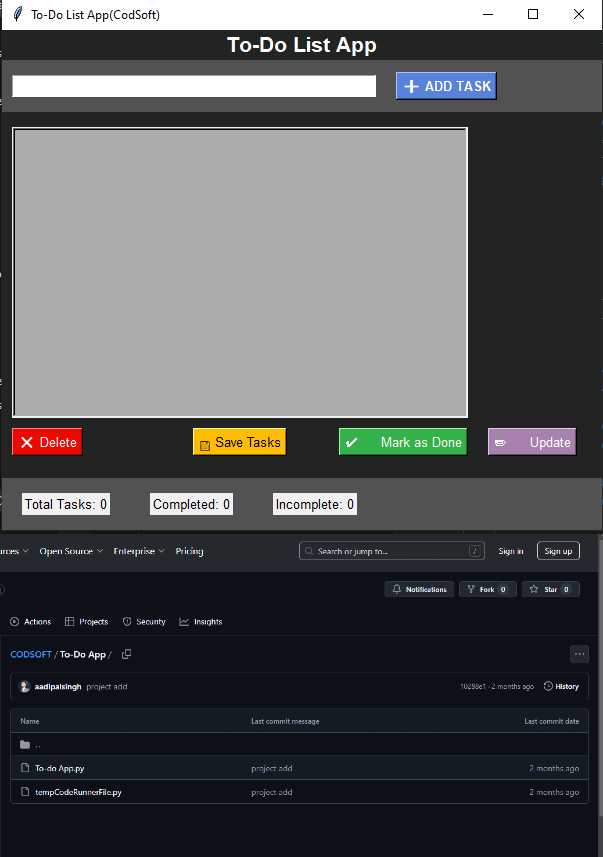 To-Do List App(CodSoft)
To-Do List App
ADD TASK
Delete Save Tasks Mark as Done Update
Total Tasks: 0 Completed: 0 Incomplete: 0
Open Source Enterprise Pricing Search or jump to... / Sign in Sign up
Notifications Fork 0 Star 0
Actions Projects Security Insights
CODSOFT / To-Do App /
aadipalsingh project add 10288e1 · 2 months ago History
Name Last commit message Last commit date
..
To-do App.py project add 2 months ago
tempCodeRunnerFile.py project add 2 months ago